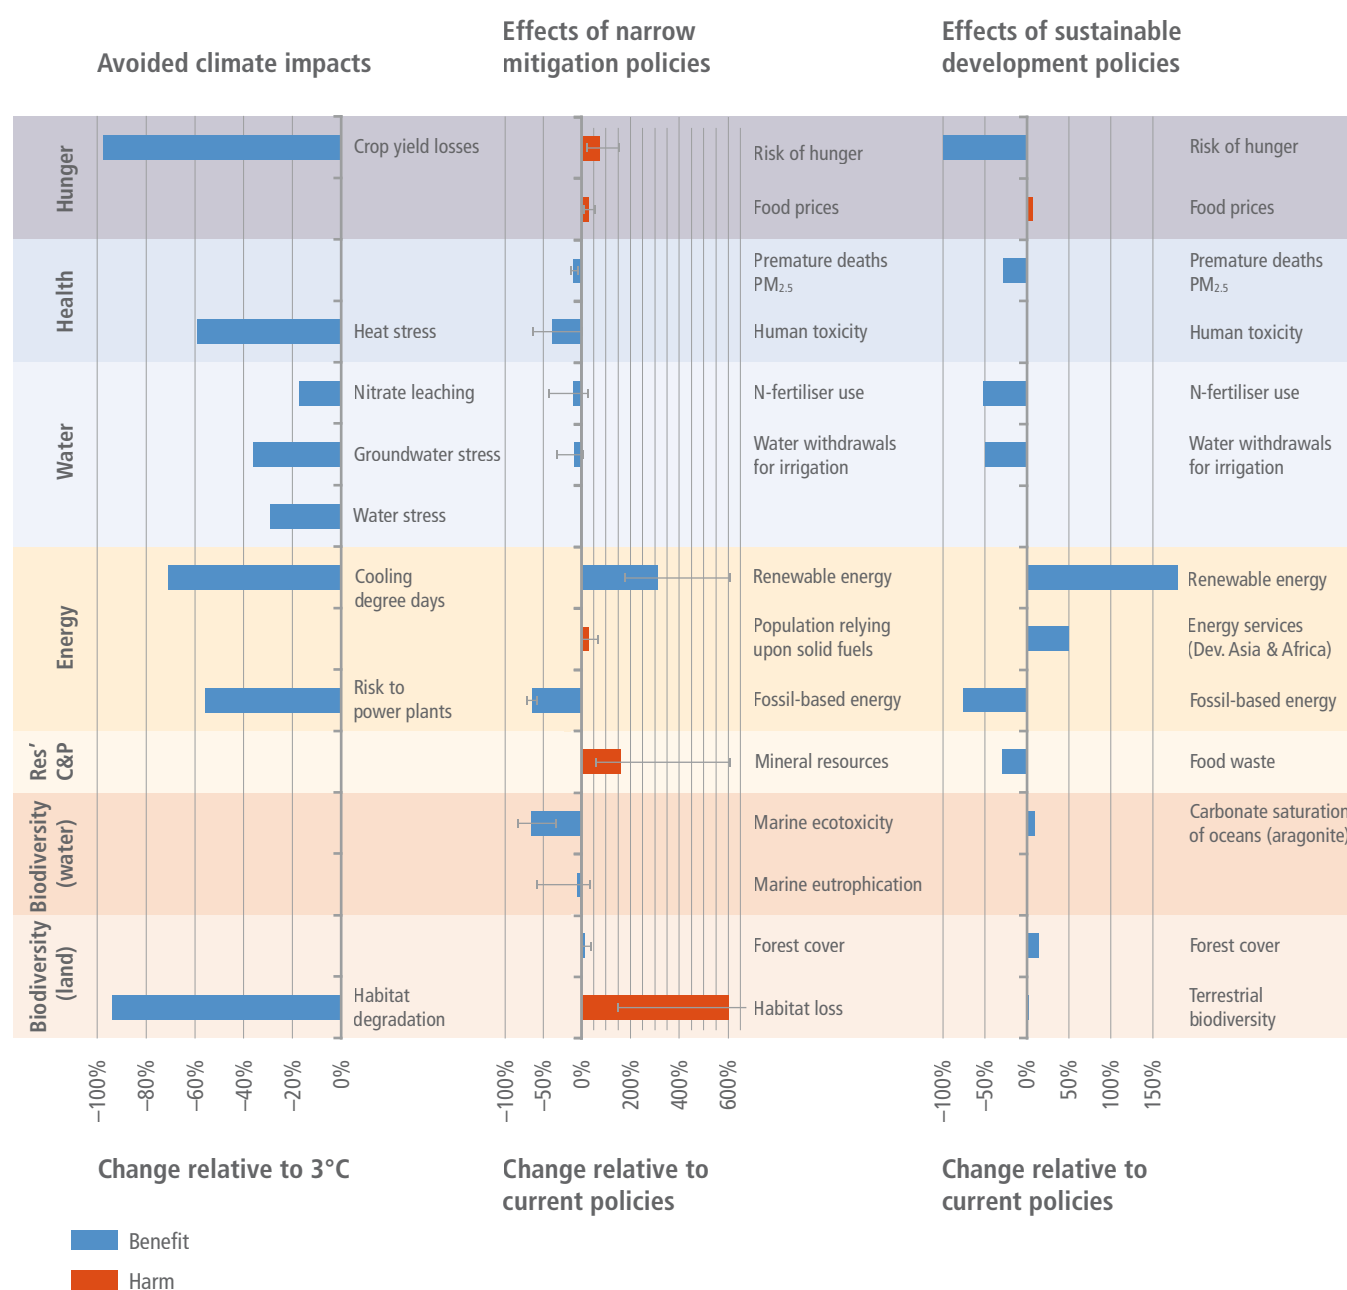 Avoided climate impacts
Effects of narrow
mitigation policies
Effects of sustainable
development policies
Hunger
Crop yield losses
Risk of hunger
Risk of hunger
Food prices
Food prices
Health
Premature deaths
PM2.5
Premature deaths
PM2.5
Heat stress
Human toxicity
Human toxicity
Water
Nitrate leaching
N-fertiliser use
N-fertiliser use
Groundwater stress
Water withdrawals
for irrigation
Water withdrawals
for irrigation
Water stress
Energy
Cooling
degree days
Renewable energy
Renewable energy
Population relying
upon solid fuels
Energy services
(Dev. Asia & Africa)
Risk to
power plants
Fossil-based energy
Fossil-based energy
Res’
C&P
Mineral resources
Food waste
Biodiversity
(water)
Marine ecotoxicity
Carbonate saturation
of oceans (aragonite)
Marine eutrophication
Biodiversity
(land)
Forest cover
Forest cover
Habitat
degradation
Habitat loss
Terrestrial
biodiversity
−100%
−80%
−60%
−40%
−20%
0%
−100%
−50%
0%
200%
400%
600%
−100%
−50%
0%
50%
100%
150%
Change relative to 3°C
Change relative to
current policies
Change relative to
current policies
Benefit
Harm